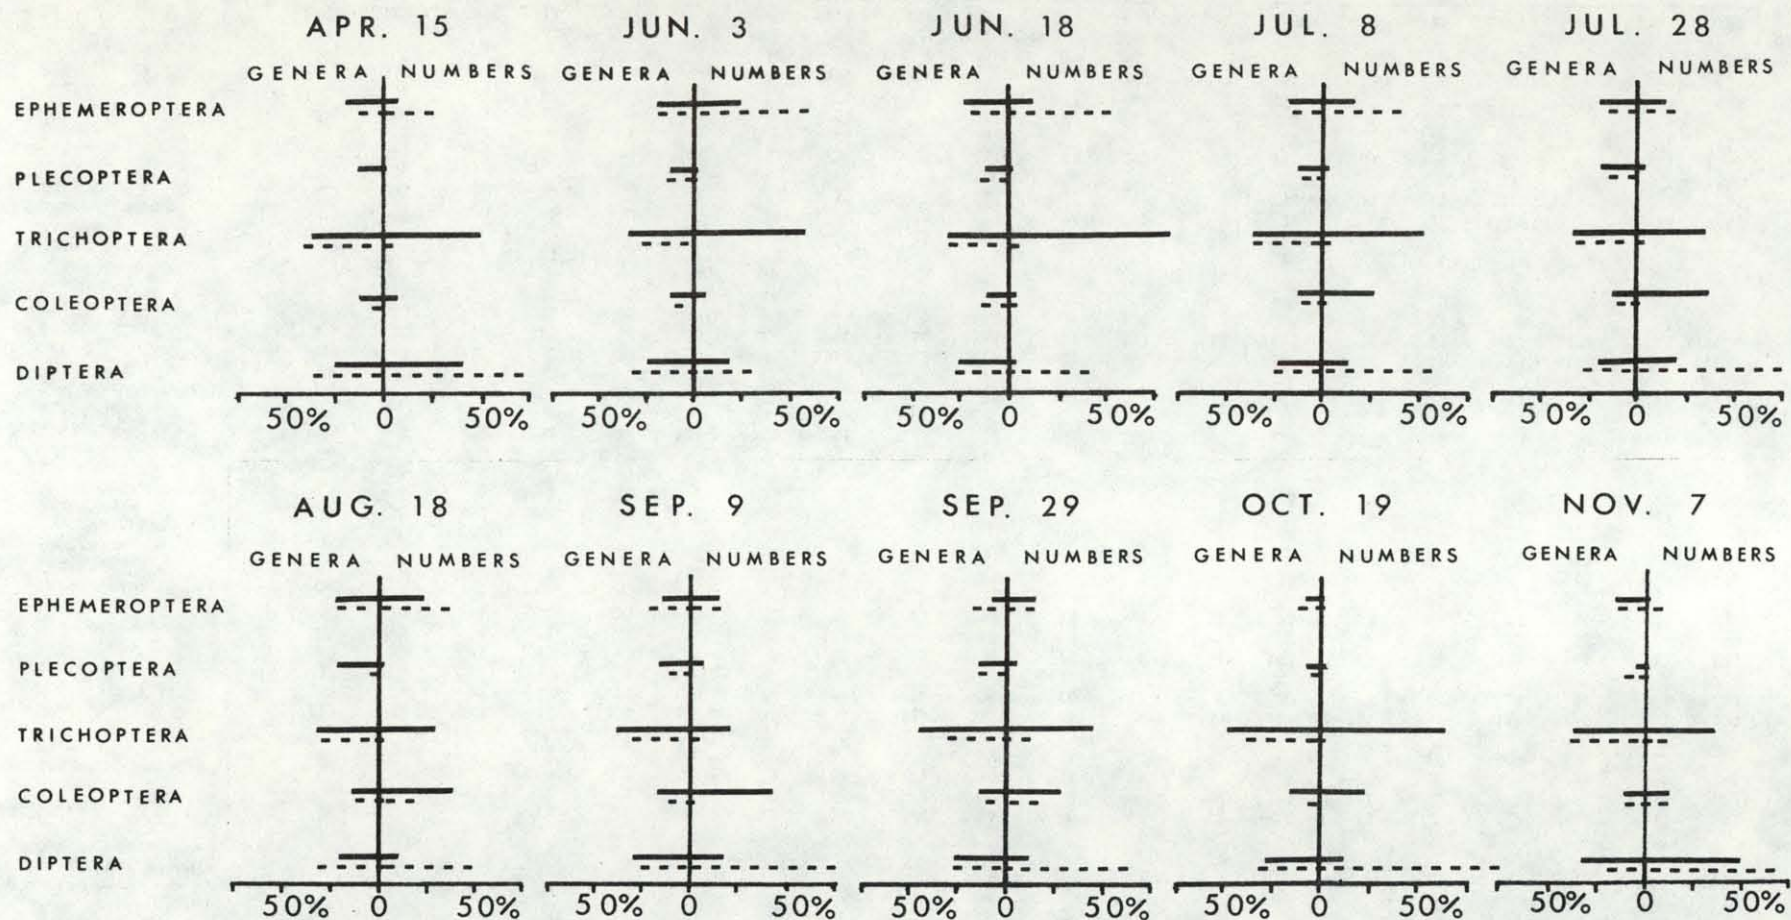 APR. 15 JUN. 3 JUN. 18 JUL. 8 JUL. 28
GENERA NUMBERS GENERA NUMBERS GENERA NUMBERS GENERA NUMBERS GENERA NUMBERS
EPHEMEROPTERA
PLECOPTERA
TRICHOPTERA
COLEOPTERA
DIPTERA
50% 0 50% 50% 0 50% 50% 0 50% 50% 0 50% 50% 0 50%
AUG. 18 SEP. 9 SEP. 29 OCT. 19 NOV. 7
GENERA NUMBERS GENERA NUMBERS GENERA NUMBERS GENERA NUMBERS GENERA NUMBERS
EPHEMEROPTERA
PLECOPTERA
TRICHOPTERA
COLEOPTERA
DIPTERA
50% 0 50% 50% 0 50% 50% 0 50% 50% 0 50% 50% 0 50%